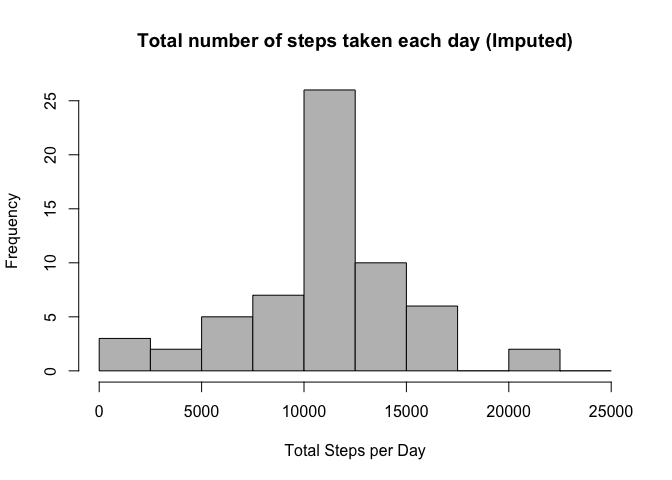 Total number of steps taken each day (Imputed)
Frequency
25
20
15
10
5
0
0 5000 10000 15000 20000 25000
Total Steps per Day